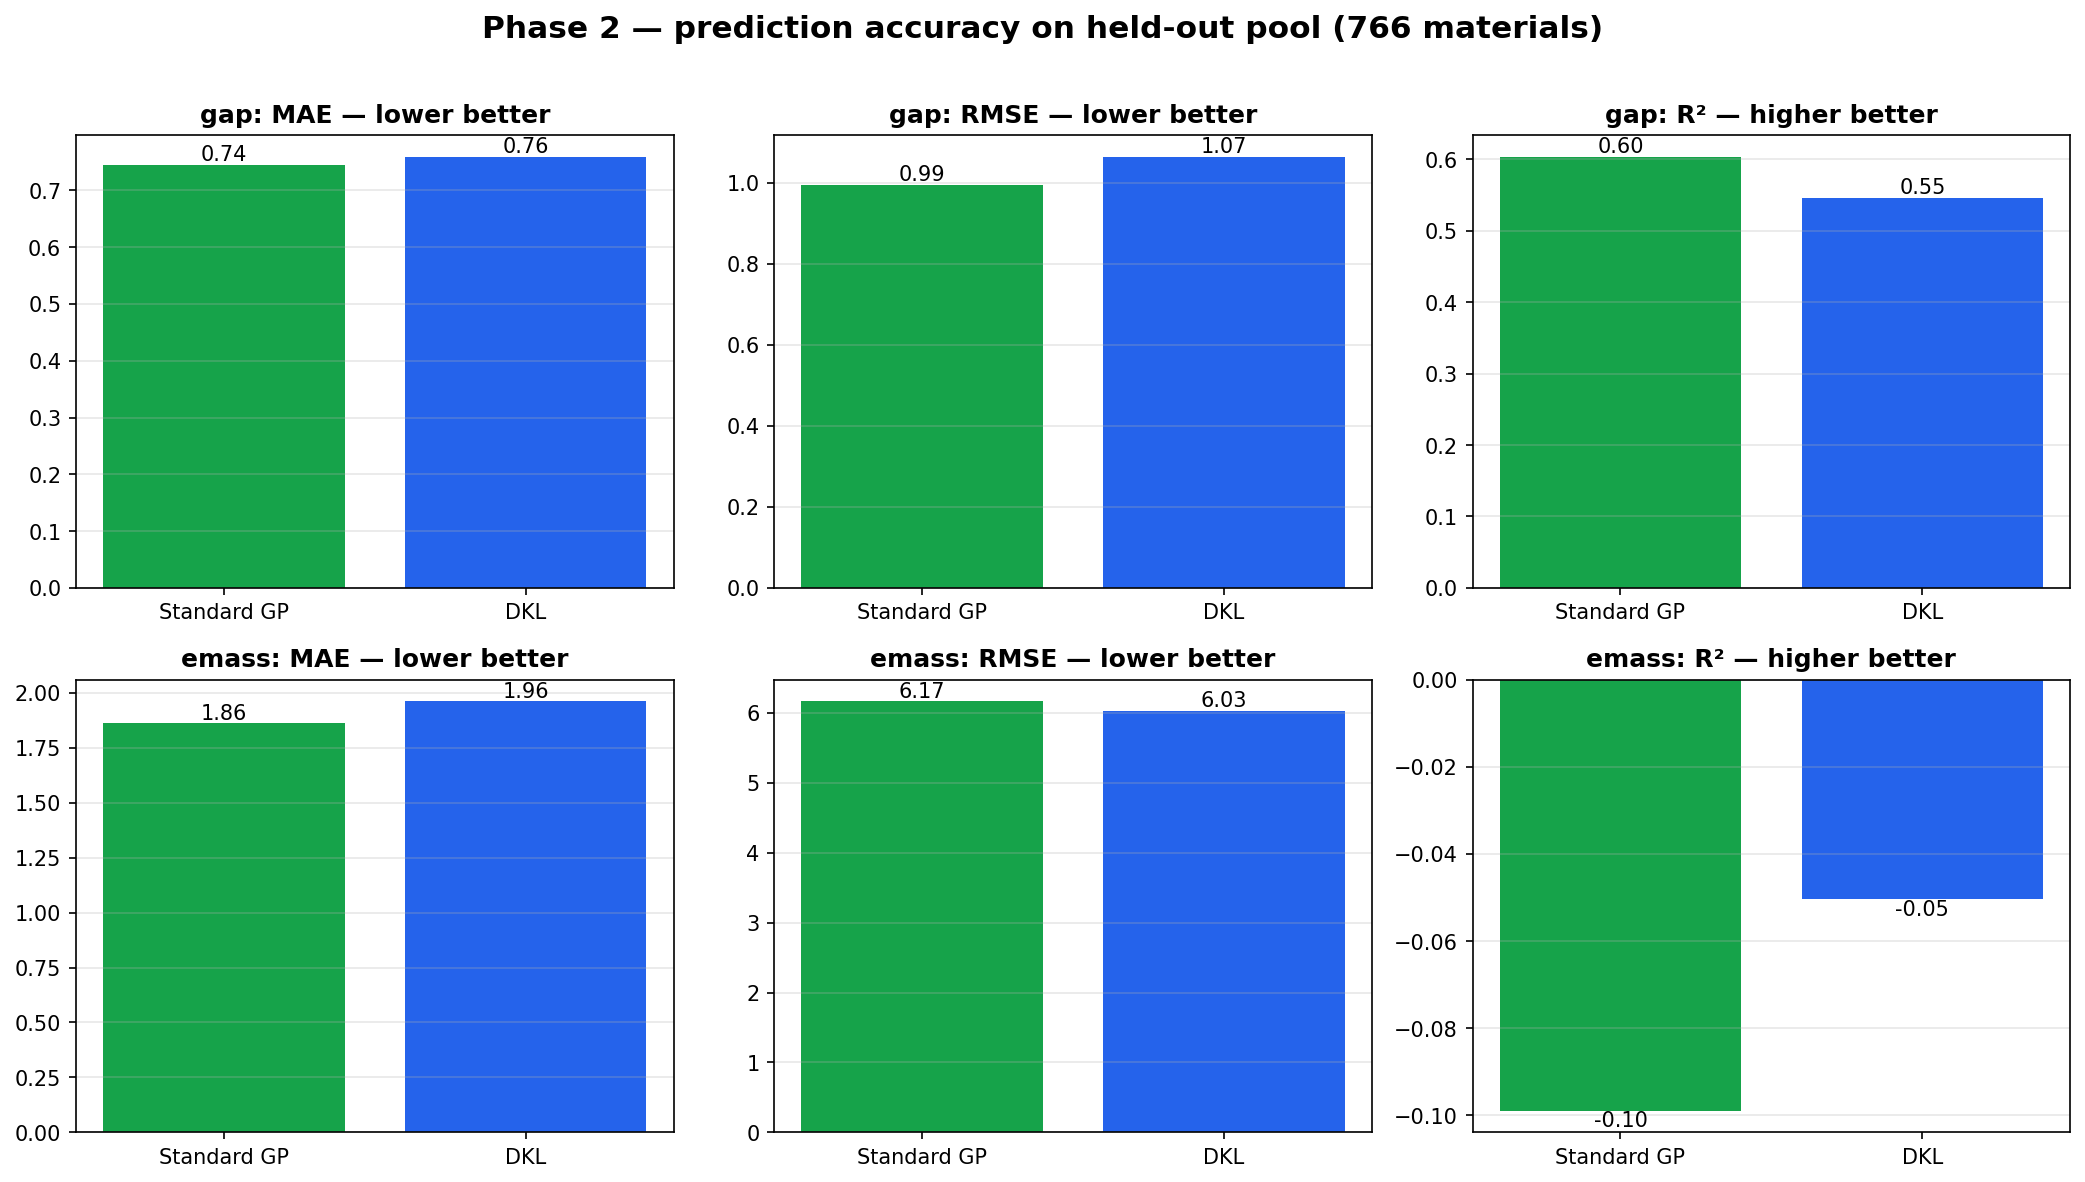 Phase 2 — prediction accuracy on held-out pool (766 materials)
gap: MAE — lower better
0.74
0.76
0.7
0.6
0.5
0.4
0.3
0.2
0.1
0.0
Standard GP
DKL
gap: RMSE — lower better
0.99
1.07
1.0
0.8
0.6
0.4
0.2
0.0
Standard GP
DKL
gap: R² — higher better
0.60
0.55
0.6
0.5
0.4
0.3
0.2
0.1
0.0
Standard GP
DKL
emass: MAE — lower better
1.86
1.96
2.00
1.75
1.50
1.25
1.00
0.75
0.50
0.25
0.00
Standard GP
DKL
emass: RMSE — lower better
6.17
6.03
6
5
4
3
2
1
0
Standard GP
DKL
emass: R² — higher better
0.00
−0.02
−0.04
−0.06
−0.08
−0.10
-0.10
-0.05
Standard GP
DKL